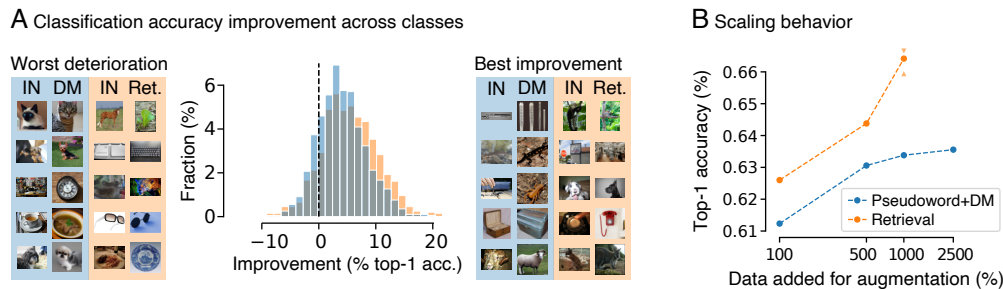 A Classification accuracy improvement across classes
Worst deterioration
IN DM IN Ret.
Fraction (%)
6
4
2
0
−10 0 10 20
Improvement (% top-1 acc.)
Best improvement
IN DM IN Ret.
B Scaling behavior
Top-1 accuracy (%)
0.66
0.65
0.64
0.63
0.62
0.61
100 500 1000 2500
Data added for augmentation (%)
Pseudoword+DM
Retrieval